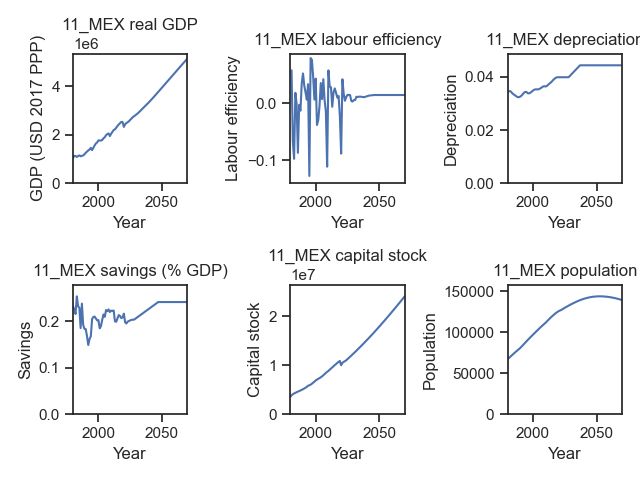 11_MEX real GDP
1e6
GDP (USD 2017 PPP)
4
2
0
2000
2050
Year
11_MEX labour efficiency
Labour efficiency
0.0
−0.1
2000
2050
Year
11_MEX depreciation
Depreciation
0.04
0.02
0.00
2000
2050
Year
11_MEX savings (% GDP)
Savings
0.2
0.1
0.0
2000
2050
Year
11_MEX capital stock
1e7
Capital stock
2
1
0
2000
2050
Year
11_MEX population
Population
150000
100000
50000
0
2000
2050
Year